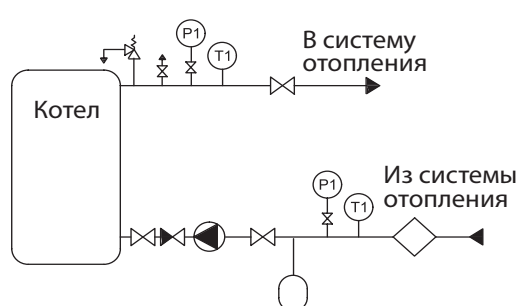 P1
T1
В систему
отопления
Котел
P1
T1
Из системы
отопления